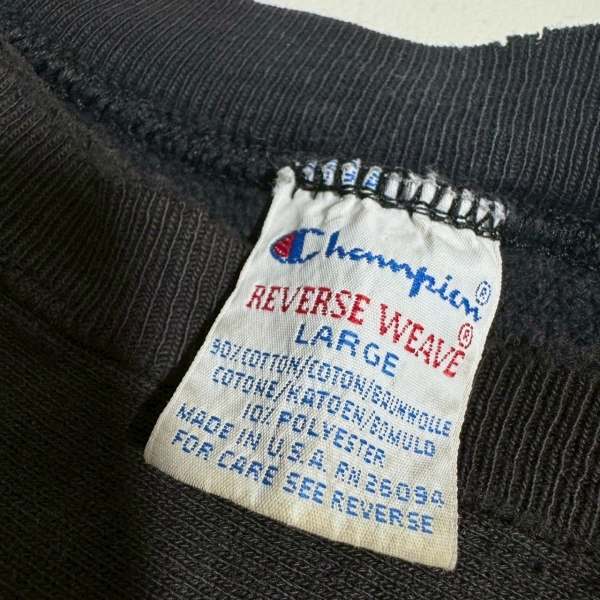 Champion®
REVERSE WEAVE®
LARGE
90%COTTON/COTON/BAUMWOLLE
COTONE/KATOEN/BOMULD
10% POLYESTER
MADE IN U.S.A. RN 26094
FOR CARE SEE REVERSE